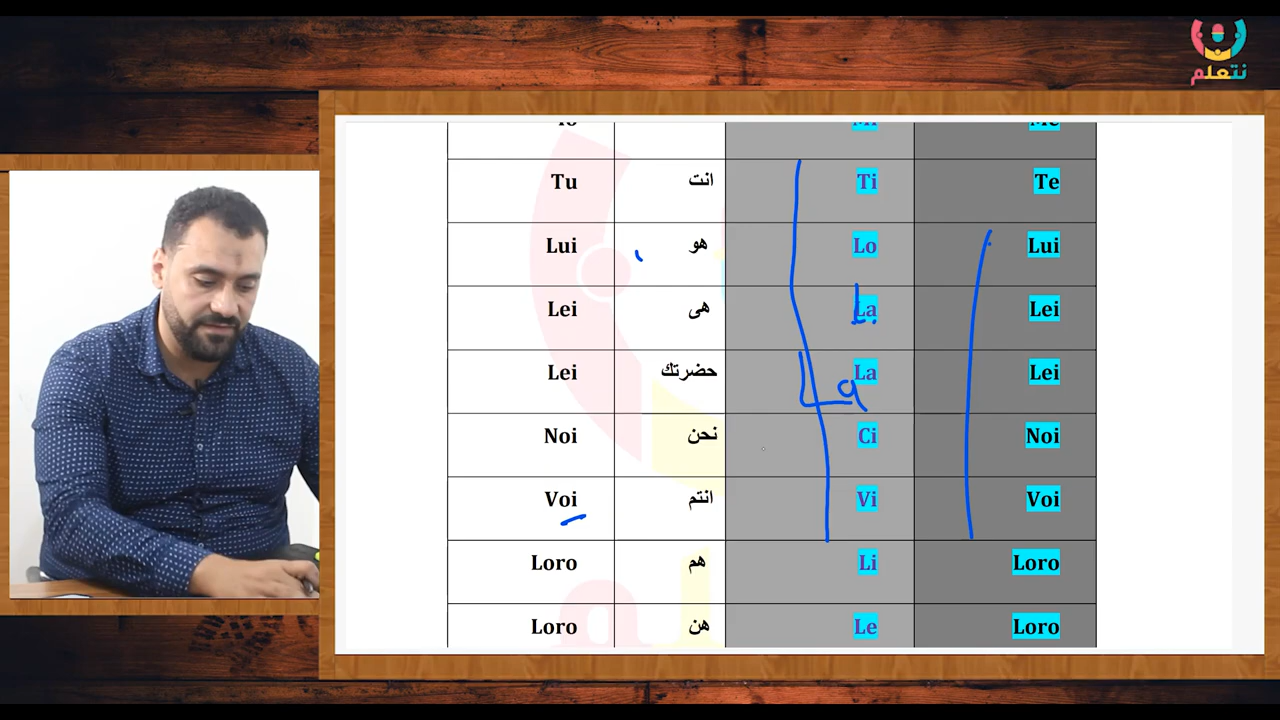 نتعلم
Tu انت Ti Te
Lui هو Lo Lui
Lei هى La Lei
Lei حضرتك La Lei
La
Noi نحن Ci Noi
Voi انتم Vi Voi
Loro هم Li Loro
Loro هن Le Loro